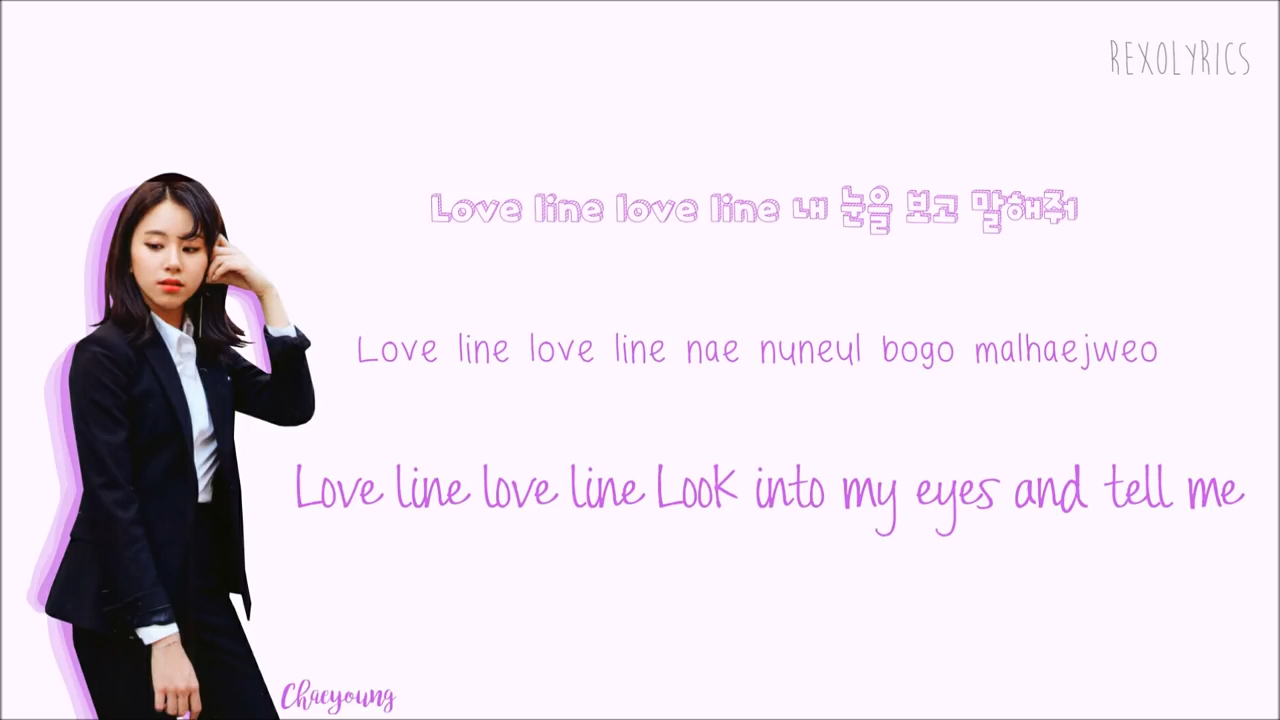 REXOLYRICS
Love line love line 내 눈을 보고 말해줘
Love line love line nae nuneul bogo malhaejweo
Love line love line Look into my eyes and tell me
Chaeyoung